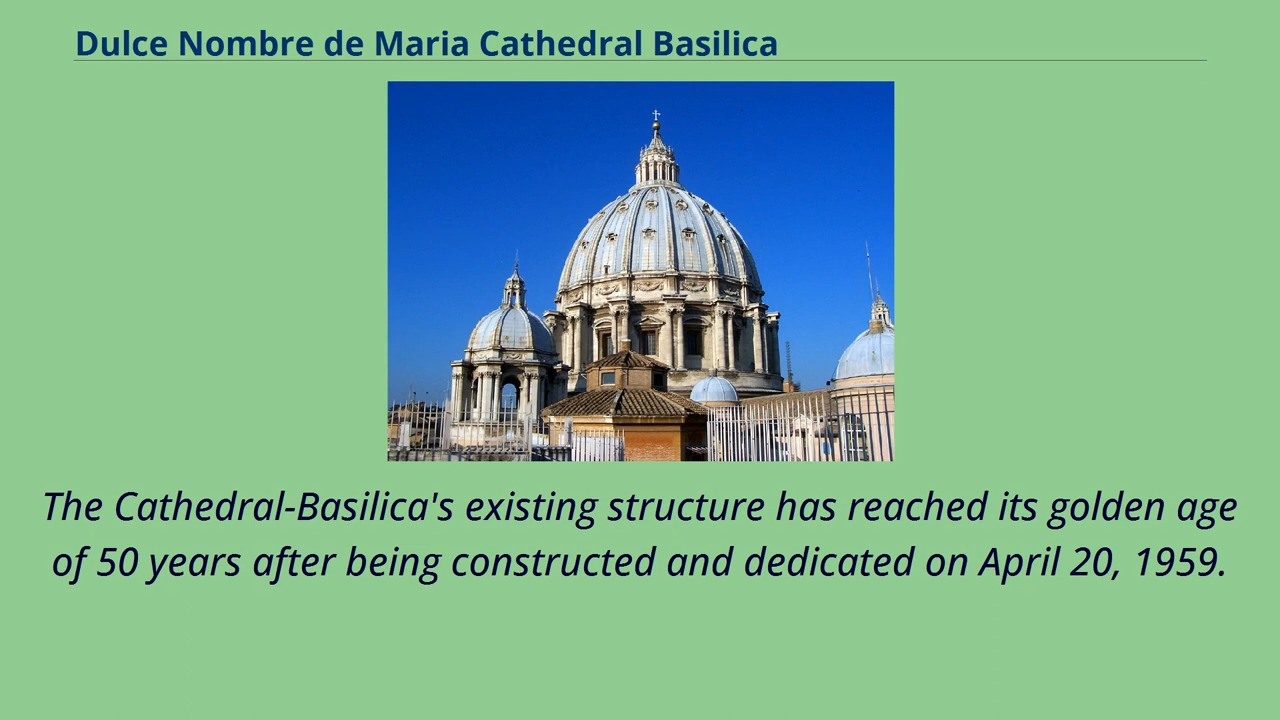 Dulce Nombre de Maria Cathedral Basilica
The Cathedral-Basilica's existing structure has reached its golden age
of 50 years after being constructed and dedicated on April 20, 1959.